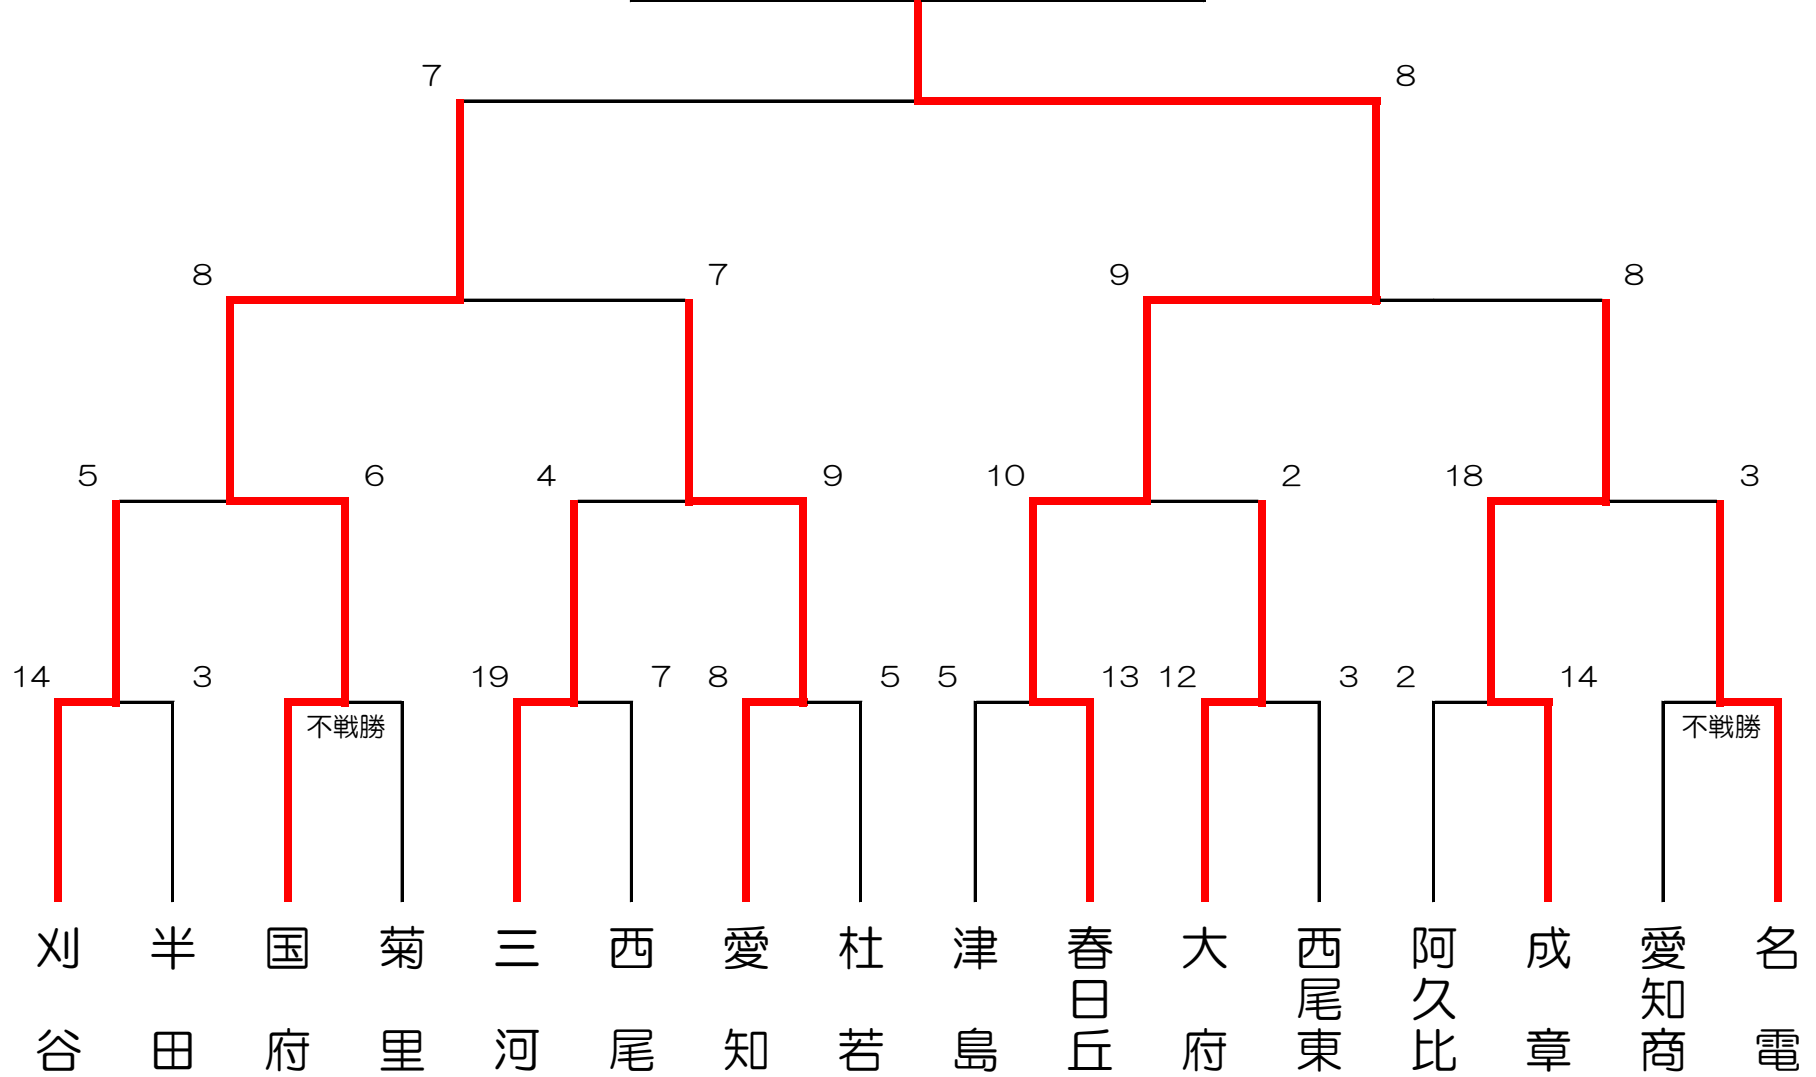 7 8
8 7 9 8
5 6 4 9 10 2 18 3
14 3 19 7 8 5 5 13 12 3 2 14
不戦勝 不戦勝
刈谷
半田
国府
菊里
三河
西尾
愛知
杜若
津島
春日丘
大府
西尾東
阿久比
成章
愛知商
名電